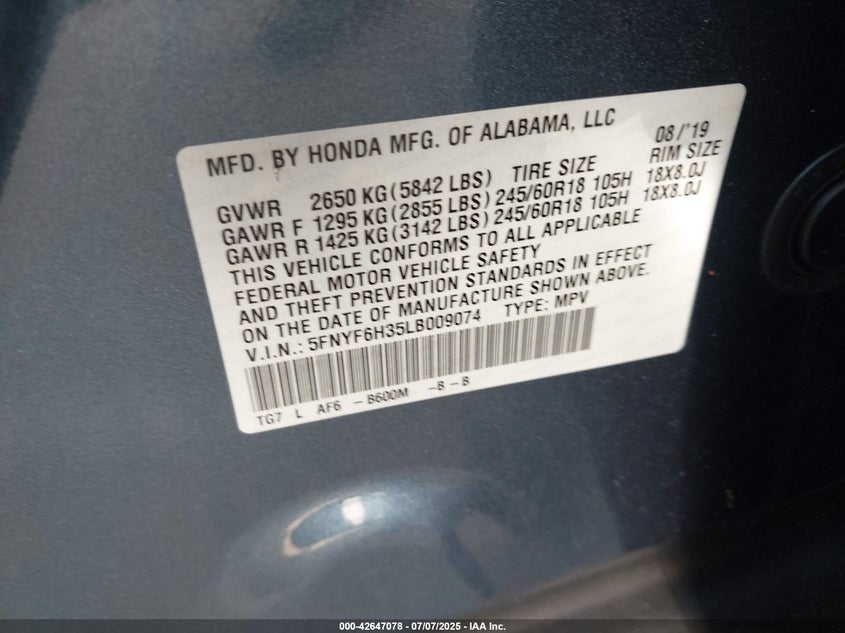 MFD. BY HONDA MFG. OF ALABAMA, LLC 08/'19
GVWR 2650 KG(5842 LBS) TIRE SIZE RIM SIZE
GAWR F 1295 KG(2855 LBS) 245/60R18 105H 18X8.0J
GAWR R 1425 KG(3142 LBS) 245/60R18 105H 18X8.0J
THIS VEHICLE CONFORMS TO ALL APPLICABLE
FEDERAL MOTOR VEHICLE SAFETY
AND THEFT PREVENTION STANDARDS IN EFFECT
ON THE DATE OF MANUFACTURE SHOWN ABOVE.
V.I.N.: 5FNYF6H35LB009074 TYPE: MPV
TG7 L AF6 -B600M -B-B
000-42647078 - 07/07/2025 - IAA Inc.